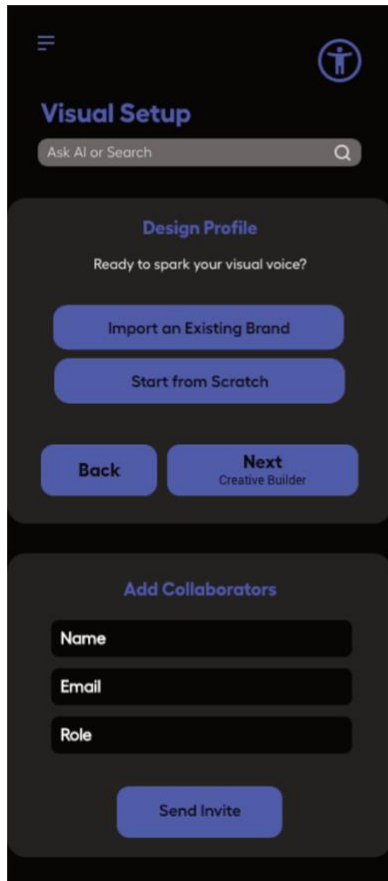 Visual Setup
Ask AI or Search
Design Profile
Ready to spark your visual voice?
Import an Existing Brand
Start from Scratch
Back
Next
Creative Builder
Add Collaborators
Name
Email
Role
Send Invite